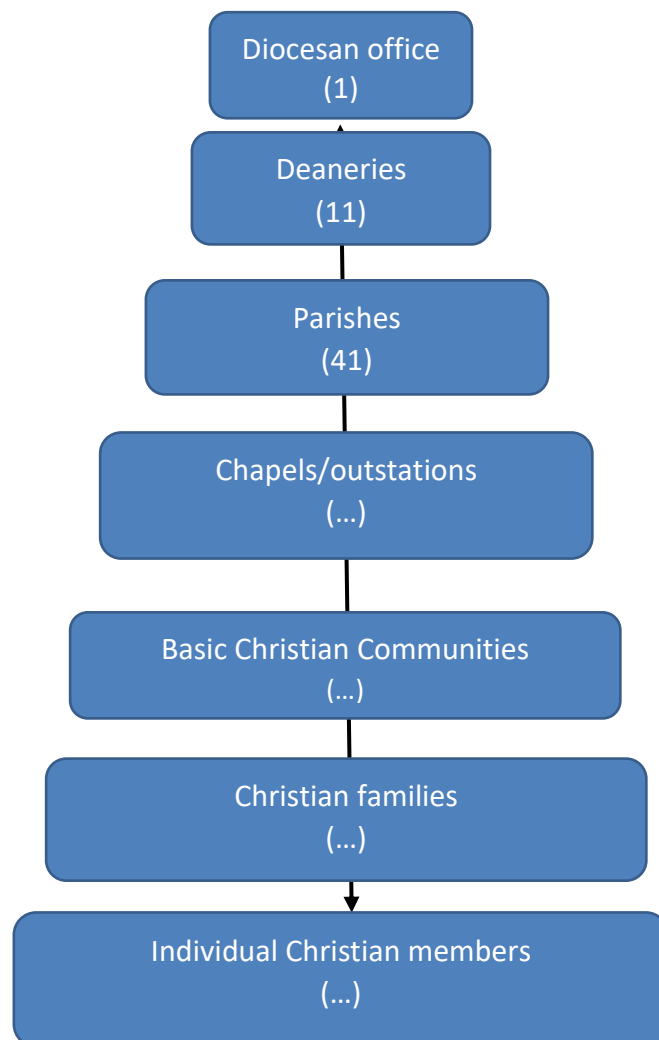 Diocesan office
(1)
Deaneries
(11)
Parishes
(41)
Chapels/outstations
(...)
Basic Christian Communities
(...)
Christian families
(...)
Individual Christian members
(...)